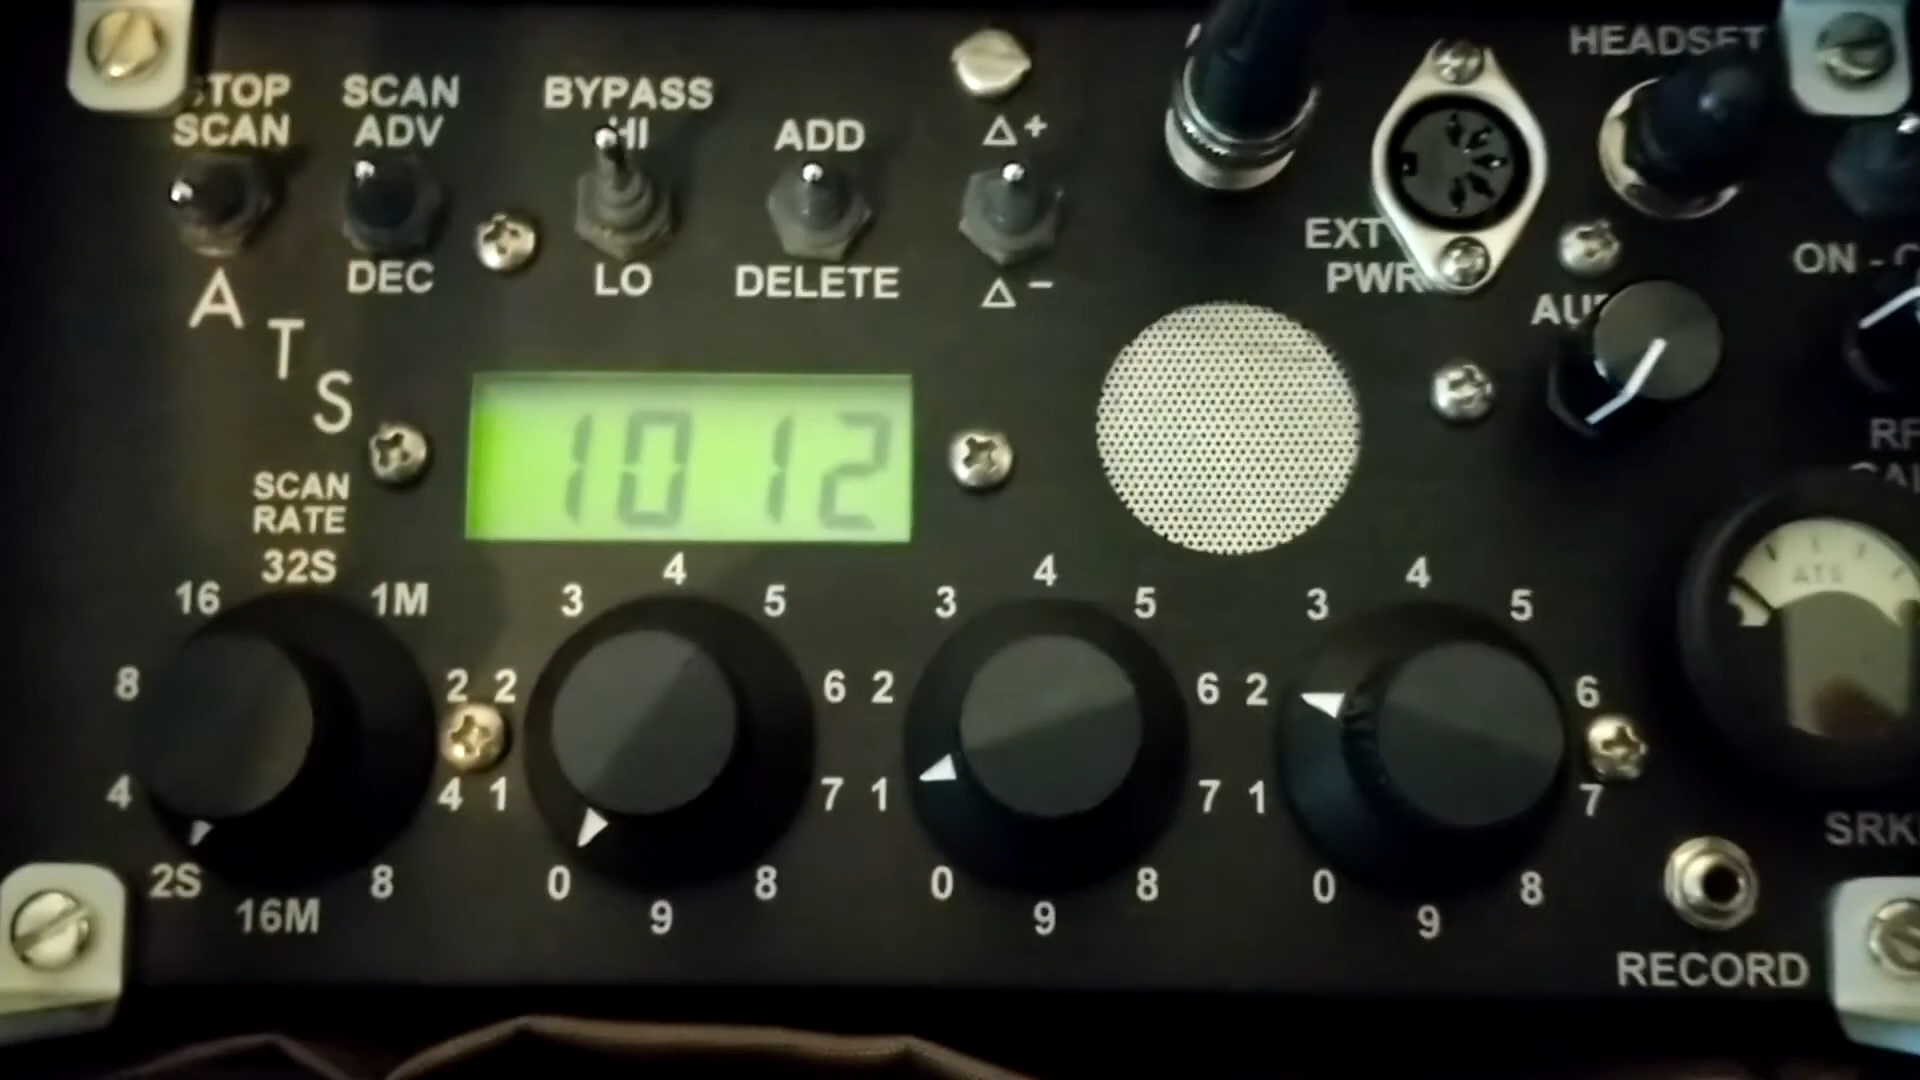 STOP SCAN
SCAN ADV
BYPASS HI
ADD
Δ+
HEADSET
DEC
LO
DELETE
Δ-
EXT PWR
ATS
1012
SCAN RATE
32S
16
1M
8
2
4
4
2S
16M
8
3
4
5
2
6
1
7
0
9
8
3
4
5
2
6
1
7
0
9
8
3
4
5
2
6
1
7
0
9
8
ATS
RECORD